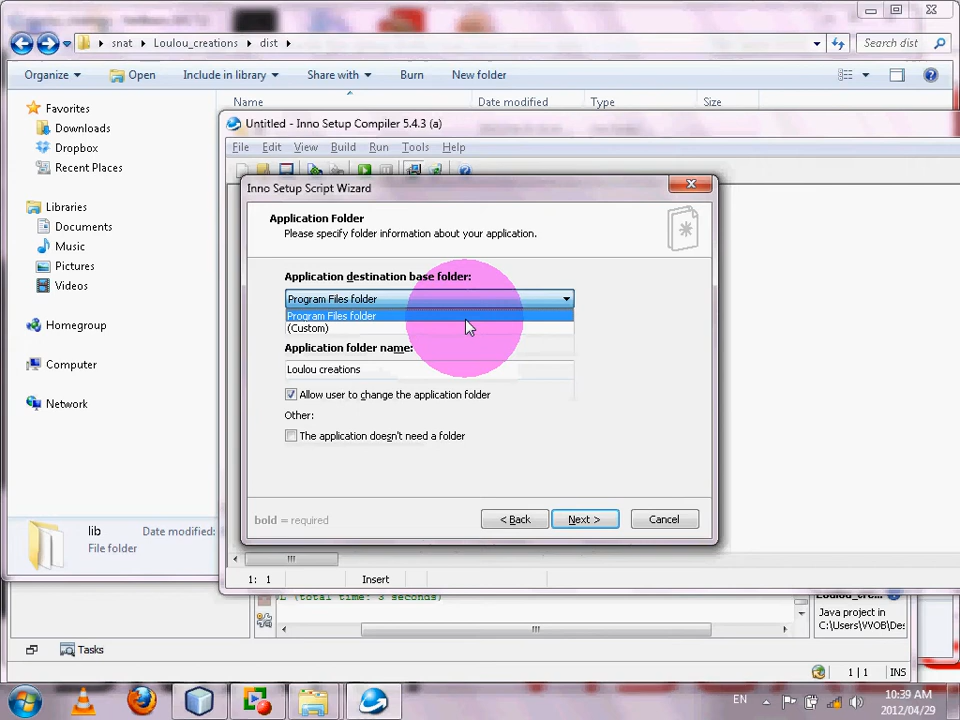 snat
Loulou_creations
dist
Search dist
Organize
Open
Include in library
Share with
Burn
New folder
Name
Date modified
Type
Size
Favorites
Downloads
Dropbox
Recent Places
Libraries
Documents
Music
Pictures
Videos
Homegroup
Computer
Network
Untitled - Inno Setup Compiler 5.4.3 (a)
File Edit View Build Run Tools Help
Inno Setup Script Wizard
Application Folder
Please specify folder information about your application.
Application destination base folder:
Program Files folder
Program Files folder
(Custom)
Application folder name:
Loulou creations
Allow user to change the application folder
Other:
The application doesn't need a folder
bold = required
< Back
Next >
Cancel
lib
Date modified:
File folder
1: 1
Insert
(total time: 3 seconds)
Loulou_cre...
Java project in
C:\Users\VVOB\Des
Tasks
1 | 1
INS
EN
10:39 AM
2012/04/29